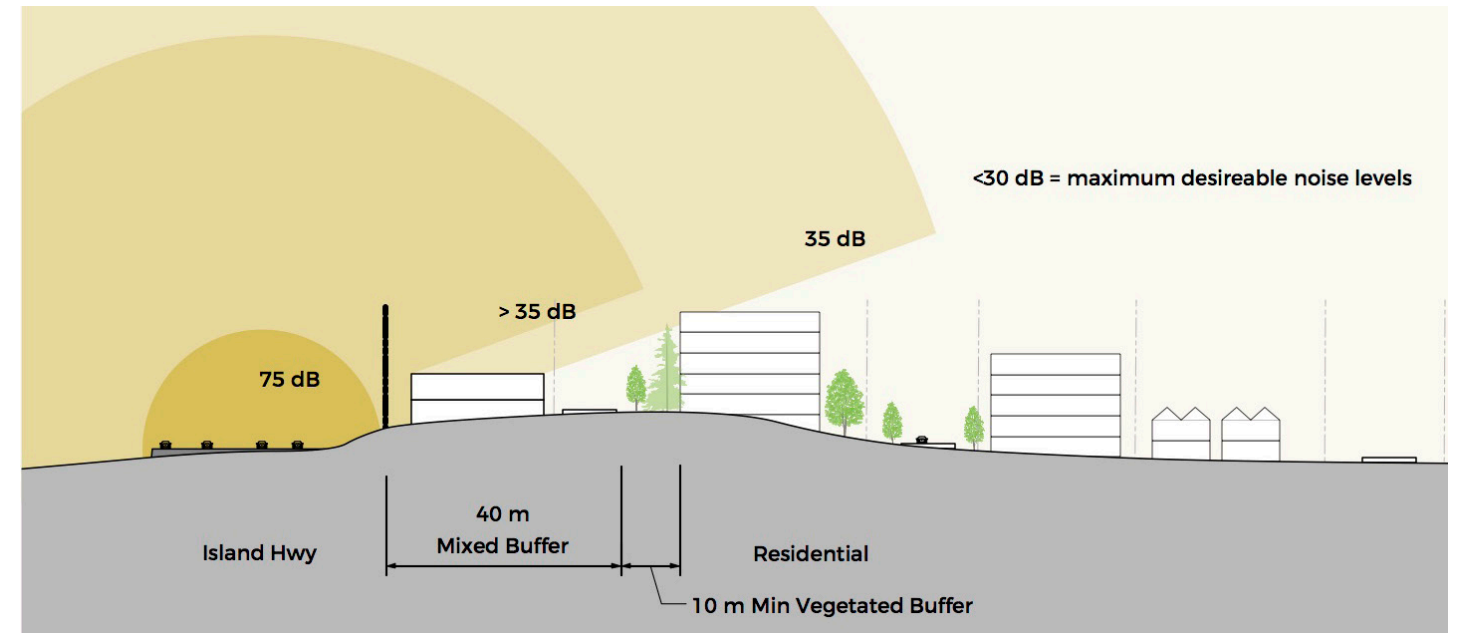 <30 dB = maximum desireable noise levels
35 dB
> 35 dB
75 dB
40 m
Mixed Buffer
Island Hwy
Residential
10 m Min Vegetated Buffer